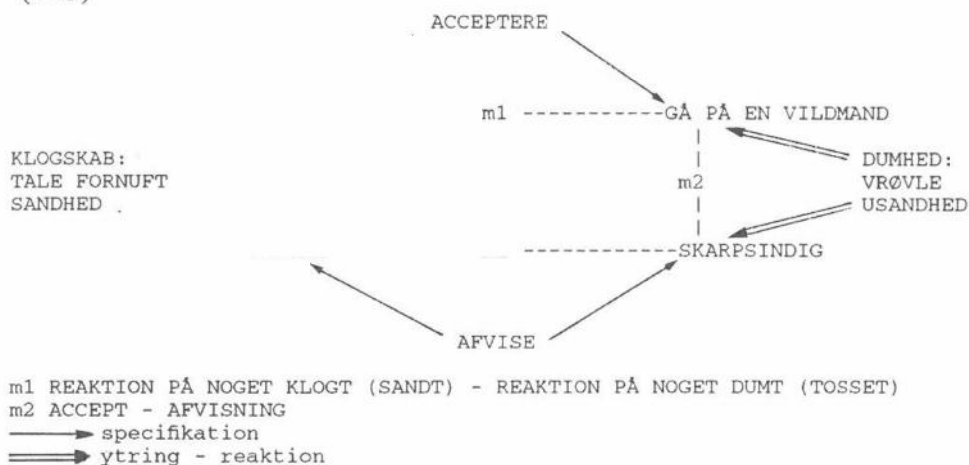 ACCEPTERE
m1 ------------GÅ PÅ EN VILDMAND
KLOGSKAB: DUMHED:
TALE FORNUFT m2 VRØVLE
SANDHED USANDHED
------------SKARPSINDIG
AFVISE
m1 REAKTION PÅ NOGET KLOGT (SANDT) - REAKTION PÅ NOGET DUMT (TOSSET)
m2 ACCEPT - AFVISNING
specifikation
ytring - reaktion